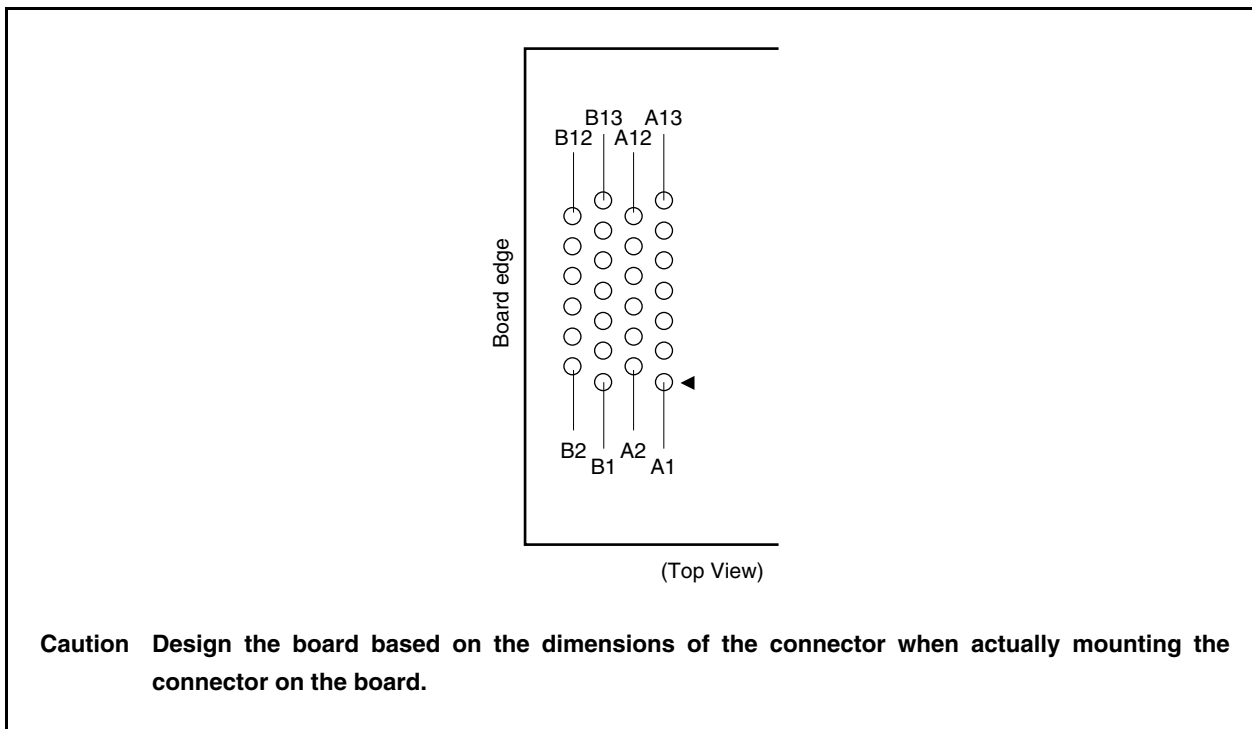 B13 A13
B12 A12
Board edge
B2 A2
B1 A1
(Top View)
Caution Design the board based on the dimensions of the connector when actually mounting the
connector on the board.